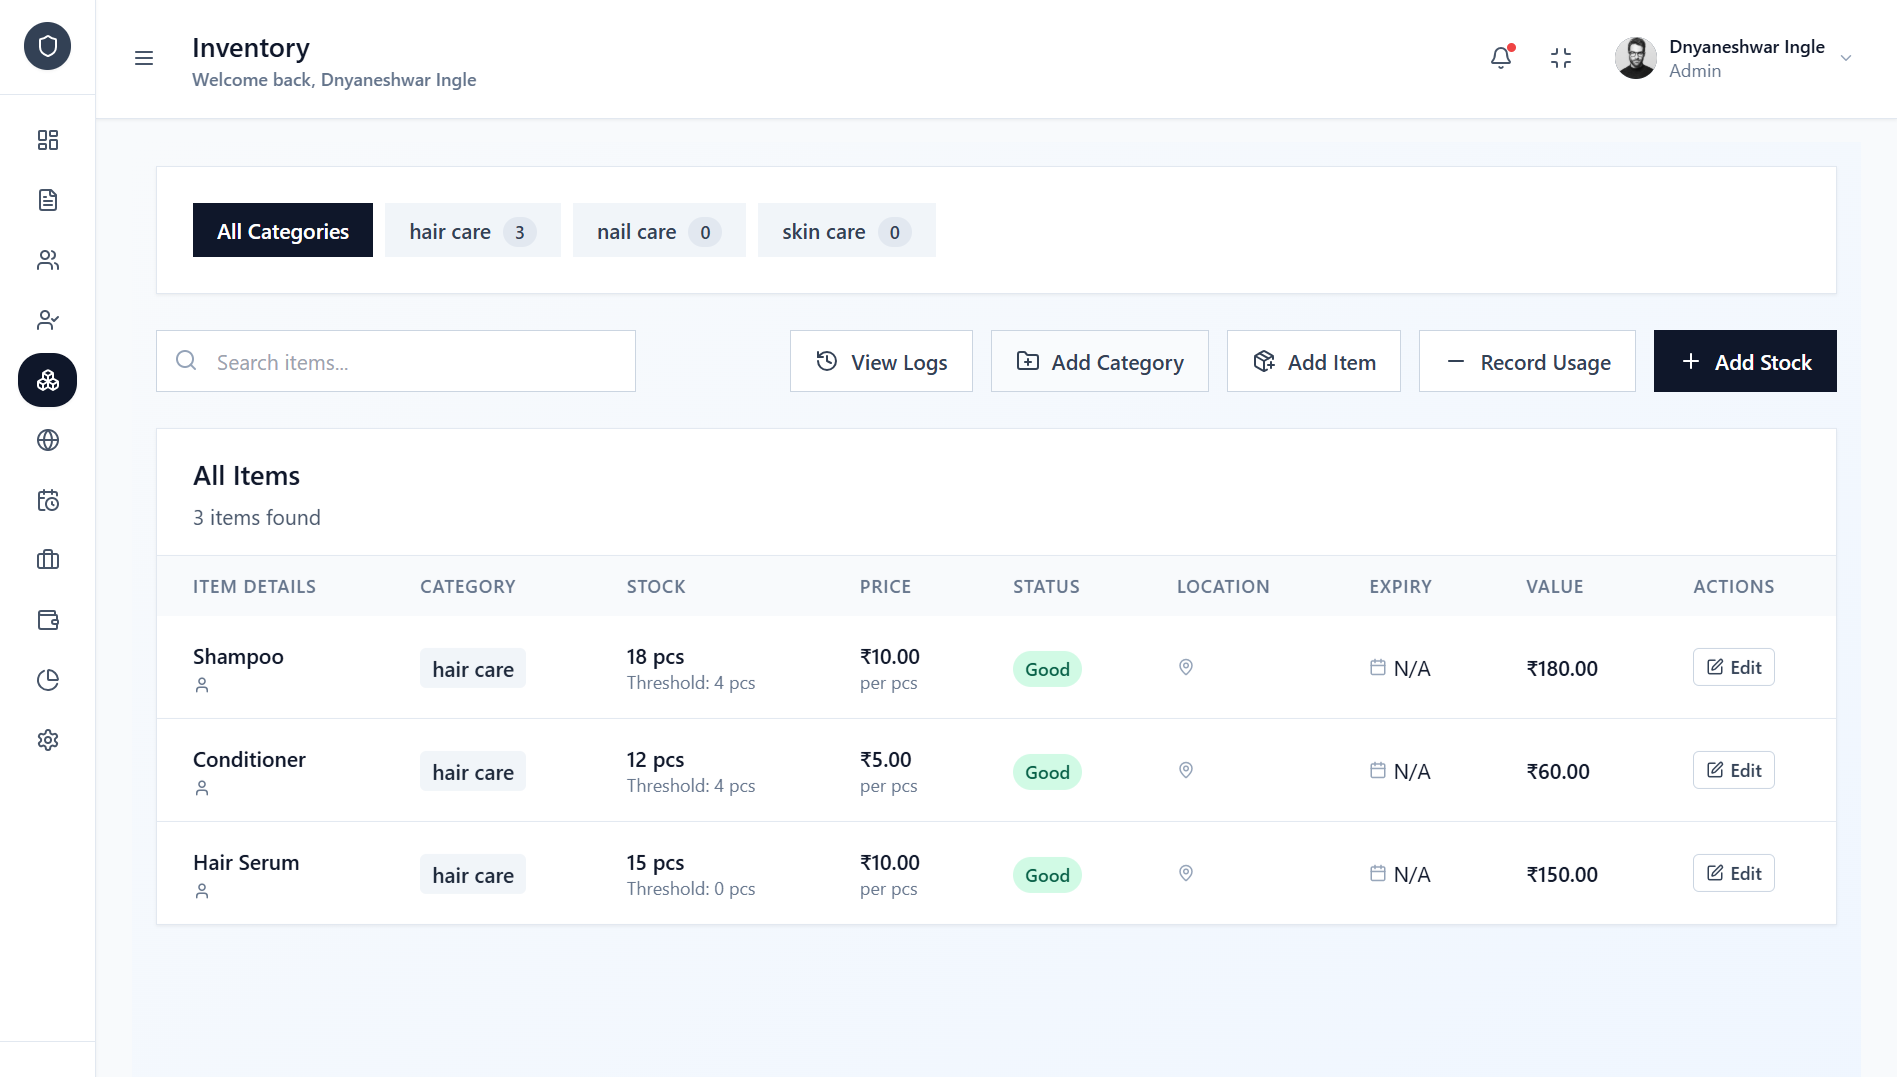 Inventory
Welcome back, Dnyaneshwar Ingle
Dnyaneshwar Ingle
Admin
All Categories
hair care 3
nail care 0
skin care 0
Search items...
View Logs
Add Category
Add Item
Record Usage
Add Stock
All Items
3 items found
ITEM DETAILS CATEGORY STOCK PRICE STATUS LOCATION EXPIRY VALUE ACTIONS
Shampoo hair care 18 pcs ₹10.00 Good N/A ₹180.00 Edit
Threshold: 4 pcs per pcs
Conditioner hair care 12 pcs ₹5.00 Good N/A ₹60.00 Edit
Threshold: 4 pcs per pcs
Hair Serum hair care 15 pcs ₹10.00 Good N/A ₹150.00 Edit
Threshold: 0 pcs per pcs